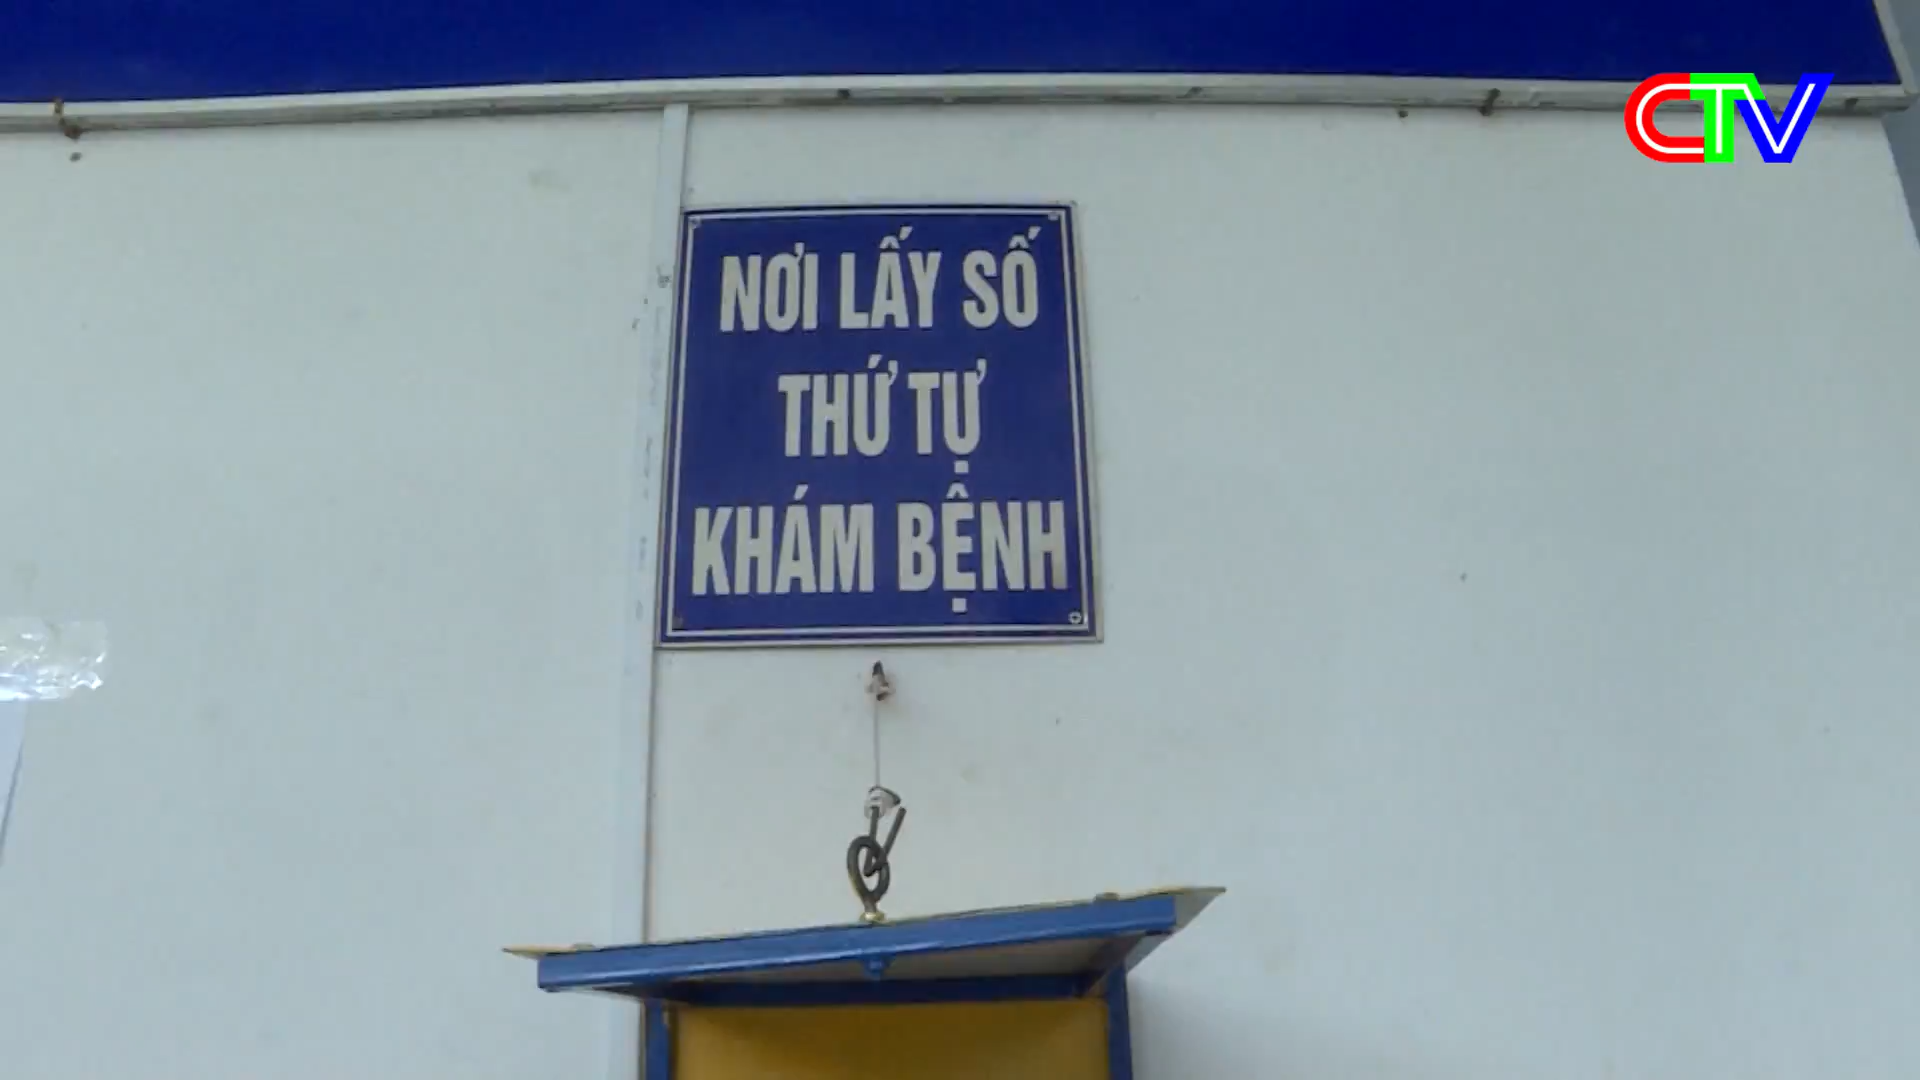 CTV
NƠI LẤY SỐ
THỨ TỰ
KHÁM BỆNH